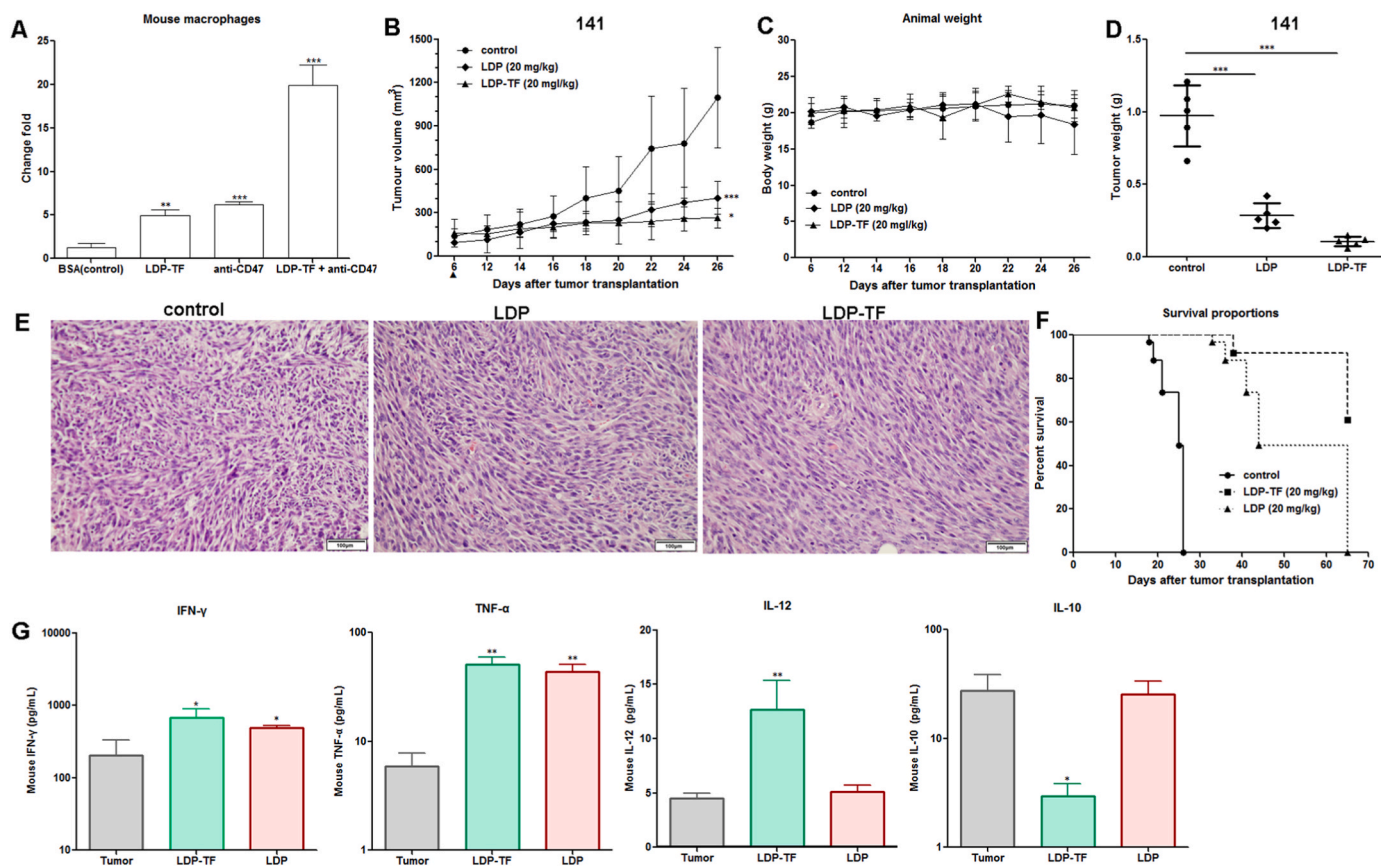 A
Mouse macrophages
Change fold
25
20
15
10
5
0
**
***
***
BSA(control)
LDP-TF
anti-CD47
LDP-TF + anti-CD47
B
141
Tumour volume (mm³)
1500
1200
900
600
300
0
control
LDP (20 mg/kg)
LDP-TF (20 mgl/kg)
***
*
6 12 14 16 18 20 22 24 26
Days after tumor transplantation
C
Animal weight
Body weight (g)
30
25
20
15
10
5
0
control
LDP (20 mg/kg)
LDP-TF (20 mg/kg)
6 12 14 16 18 20 22 24 26
Days after tumor transplantation
D
141
Toumor weight (g)
1.5
1.0
0.5
0.0
***
***
control
LDP
LDP-TF
E
control
LDP
LDP-TF
100μm
100μm
100μm
F
Survival proportions
Percent survival
100
80
60
40
20
0
control
LDP-TF (20 mg/kg)
LDP (20 mg/kg)
0 10 20 30 40 50 60 70
Days after tumor transplantation
G
IFN-γ
Mouse IFN-γ (pg/mL)
10000
1000
100
10
*
*
Tumor
LDP-TF
LDP
TNF-α
Mouse TNF-α (pg/mL)
100
10
1
**
**
Tumor
LDP-TF
LDP
IL-12
Mouse IL-12 (pg/mL)
20
15
10
5
0
**
Tumor
LDP-TF
LDP
IL-10
Mouse IL-10 (pg/mL)
100
10
1
*
Tumor
LDP-TF
LDP